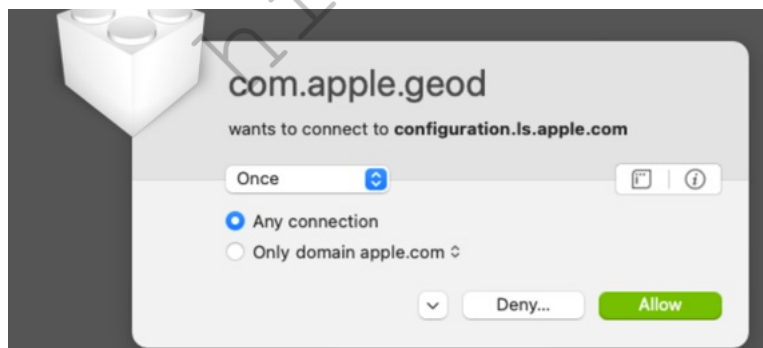 com.apple.geod
wants to connect to configuration.ls.apple.com
Once
Any connection
Only domain apple.com
Deny...
Allow